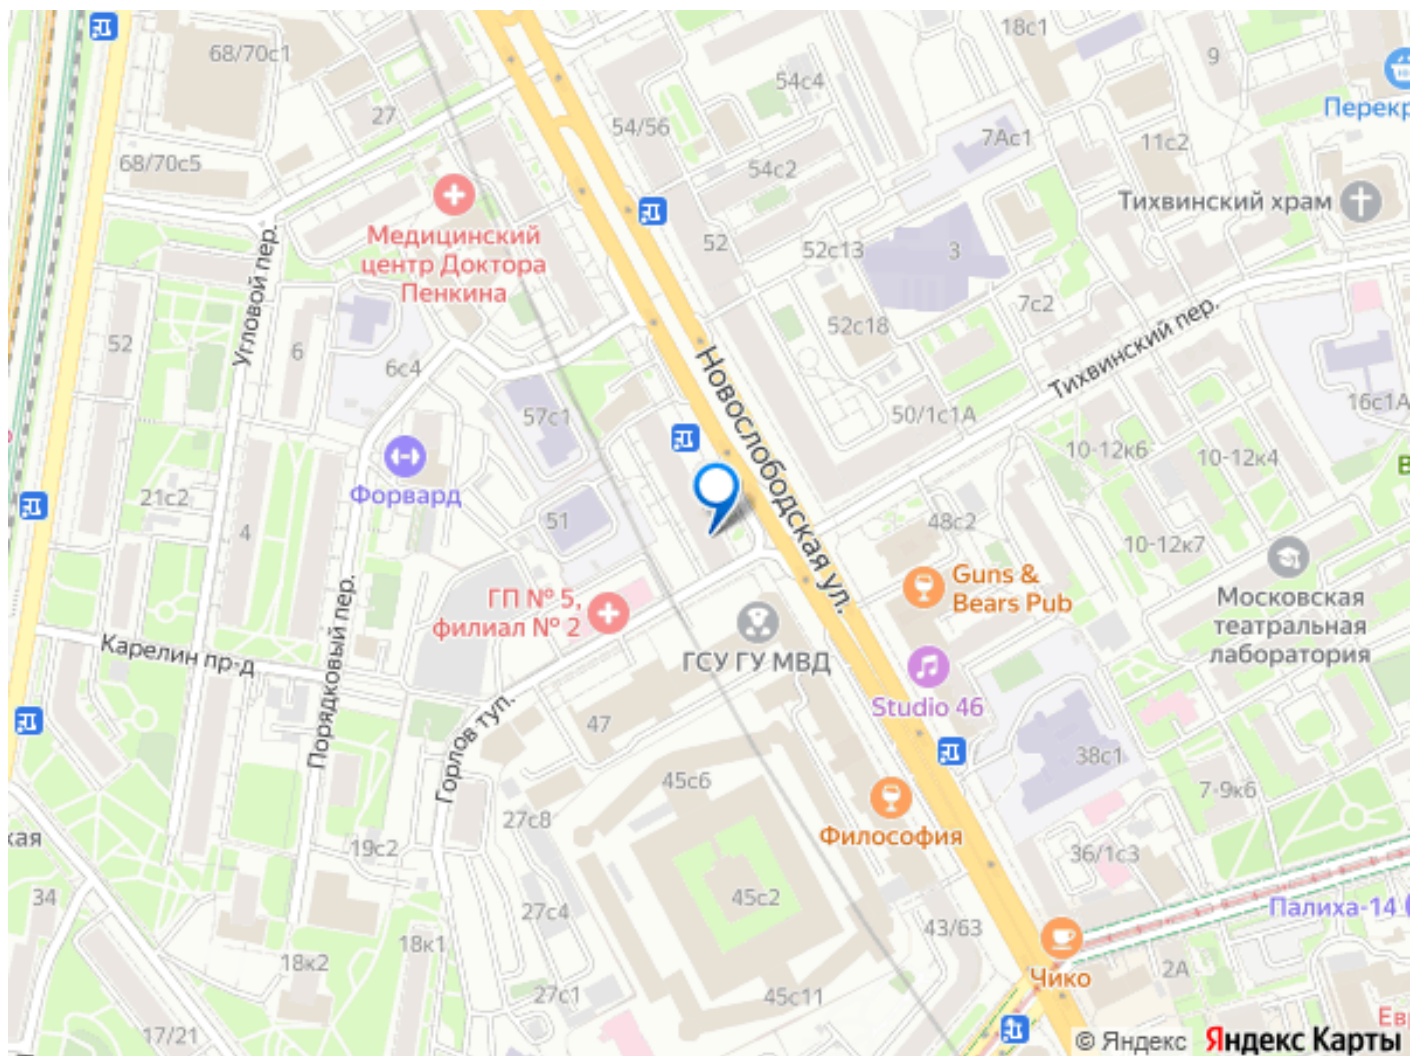 68/70с1
18с1
9
54с4
27
54/56
7Ас1
Перекр
11с2
68/70с5
54с2
Тихвинский храм
Медицинский
центр Доктора
Пенкина
52
52с13
3
Угловой пер.
7с2
52с18
Тихвинский пер.
52
6
6с4
Новослободская ул.
57с1
50/1с1А
16с1А
10-12к6
10-12к4
В
Форвард
21с2
51
48с2
4
10-12к7
Guns &
Bears Pub
ГП № 5,
филиал № 2
Московская
театральная
лаборатория
Карелин пр-д
Порядковый пер.
ГСУ ГУ МВД
Studio 46
Горлов туп.
47
38с1
45с6
7-9к6
27с8
Философия
кая
19с2
36/1с3
34
45с2
27с4
Палиха-14
43/63
18к1
18к2
Чико
2А
27с1
45с11
17/21
Евр
© Яндекс
Яндекс Карты